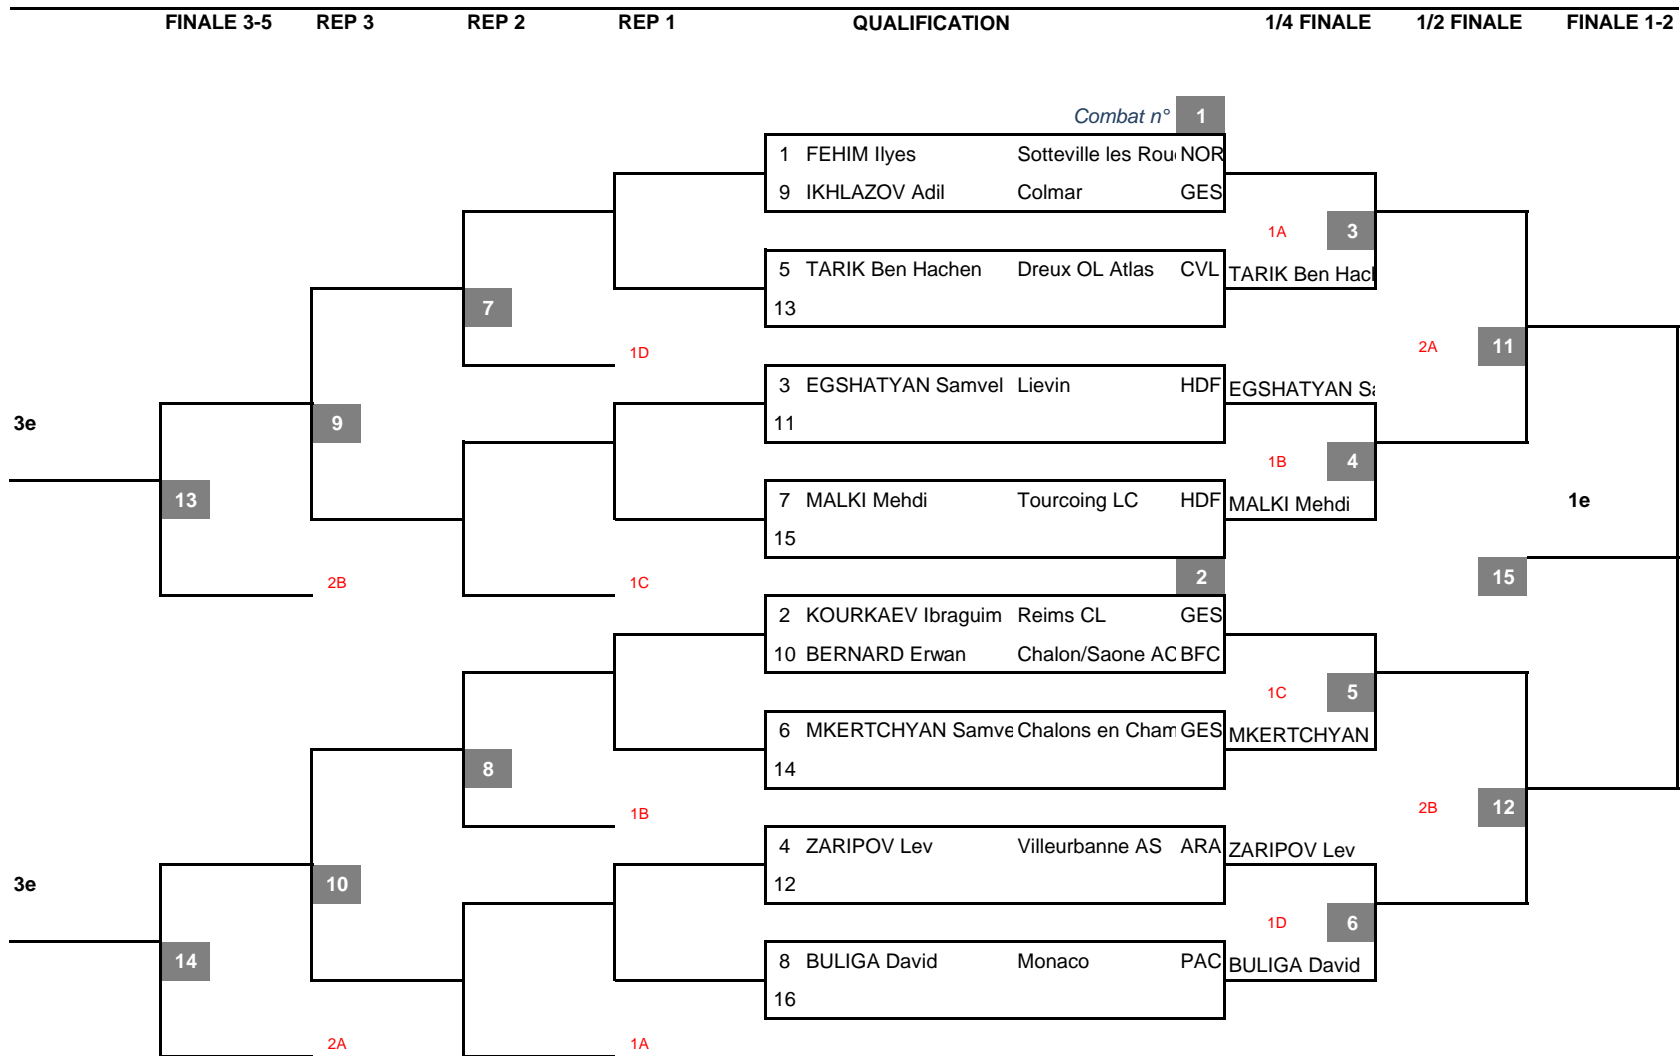 FINALE 3-5 REP 3 REP 2 REP 1 QUALIFICATION 1/4 FINALE 1/2 FINALE FINALE 1-2
Combat n° 1
1 FEHIM Ilyes Sotteville les Rou NOR
9 IKHLAZOV Adil Colmar GES
1A 3
5 TARIK Ben Hachen Dreux OL Atlas CVL TARIK Ben Hac
7 13
1D 2A 11
3 EGSHATYAN Samvel Lievin HDF EGSHATYAN Sa
3e 9 11
1B 4
13 7 MALKI Mehdi Tourcoing LC HDF MALKI Mehdi 1e
15
2B 1C 2 15
2 KOURKAEV Ibraguim Reims CL GES
10 BERNARD Erwan Chalon/Saone AC BFC
1C 5
6 MKERTCHYAN Samve Chalons en Cham GES MKERTCHYAN
8 14
1B 2B 12
4 ZARIPOV Lev Villeurbanne AS ARA ZARIPOV Lev
3e 10 12
1D 6
14 8 BULIGA David Monaco PAC BULIGA David
16
2A 1A